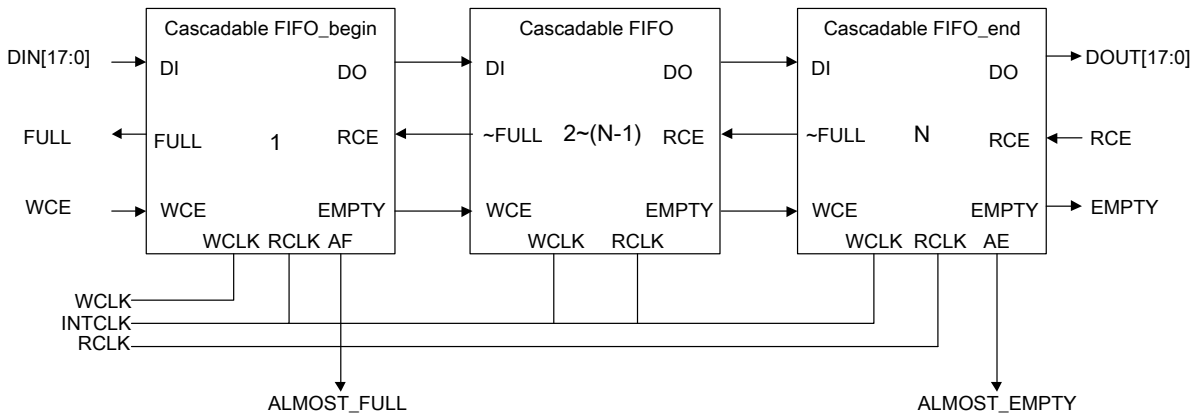 Cascadable FIFO_begin
Cascadable FIFO
Cascadable FIFO_end
DIN[17:0]
DI
DO
DI
DO
DI
DO
DOUT[17:0]
FULL
FULL
1
RCE
~FULL
2~(N-1)
RCE
~FULL
N
RCE
RCE
WCE
WCE
EMPTY
WCE
EMPTY
WCE
EMPTY
EMPTY
WCLK RCLK AF
WCLK RCLK
WCLK RCLK AE
WCLK
INTCLK
RCLK
ALMOST_FULL
ALMOST_EMPTY